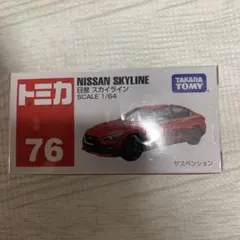 トミカ
76
NISSAN SKYLINE
日産 スカイライン
SCALE 1/64
TAKARA
TOMY
サスペンション